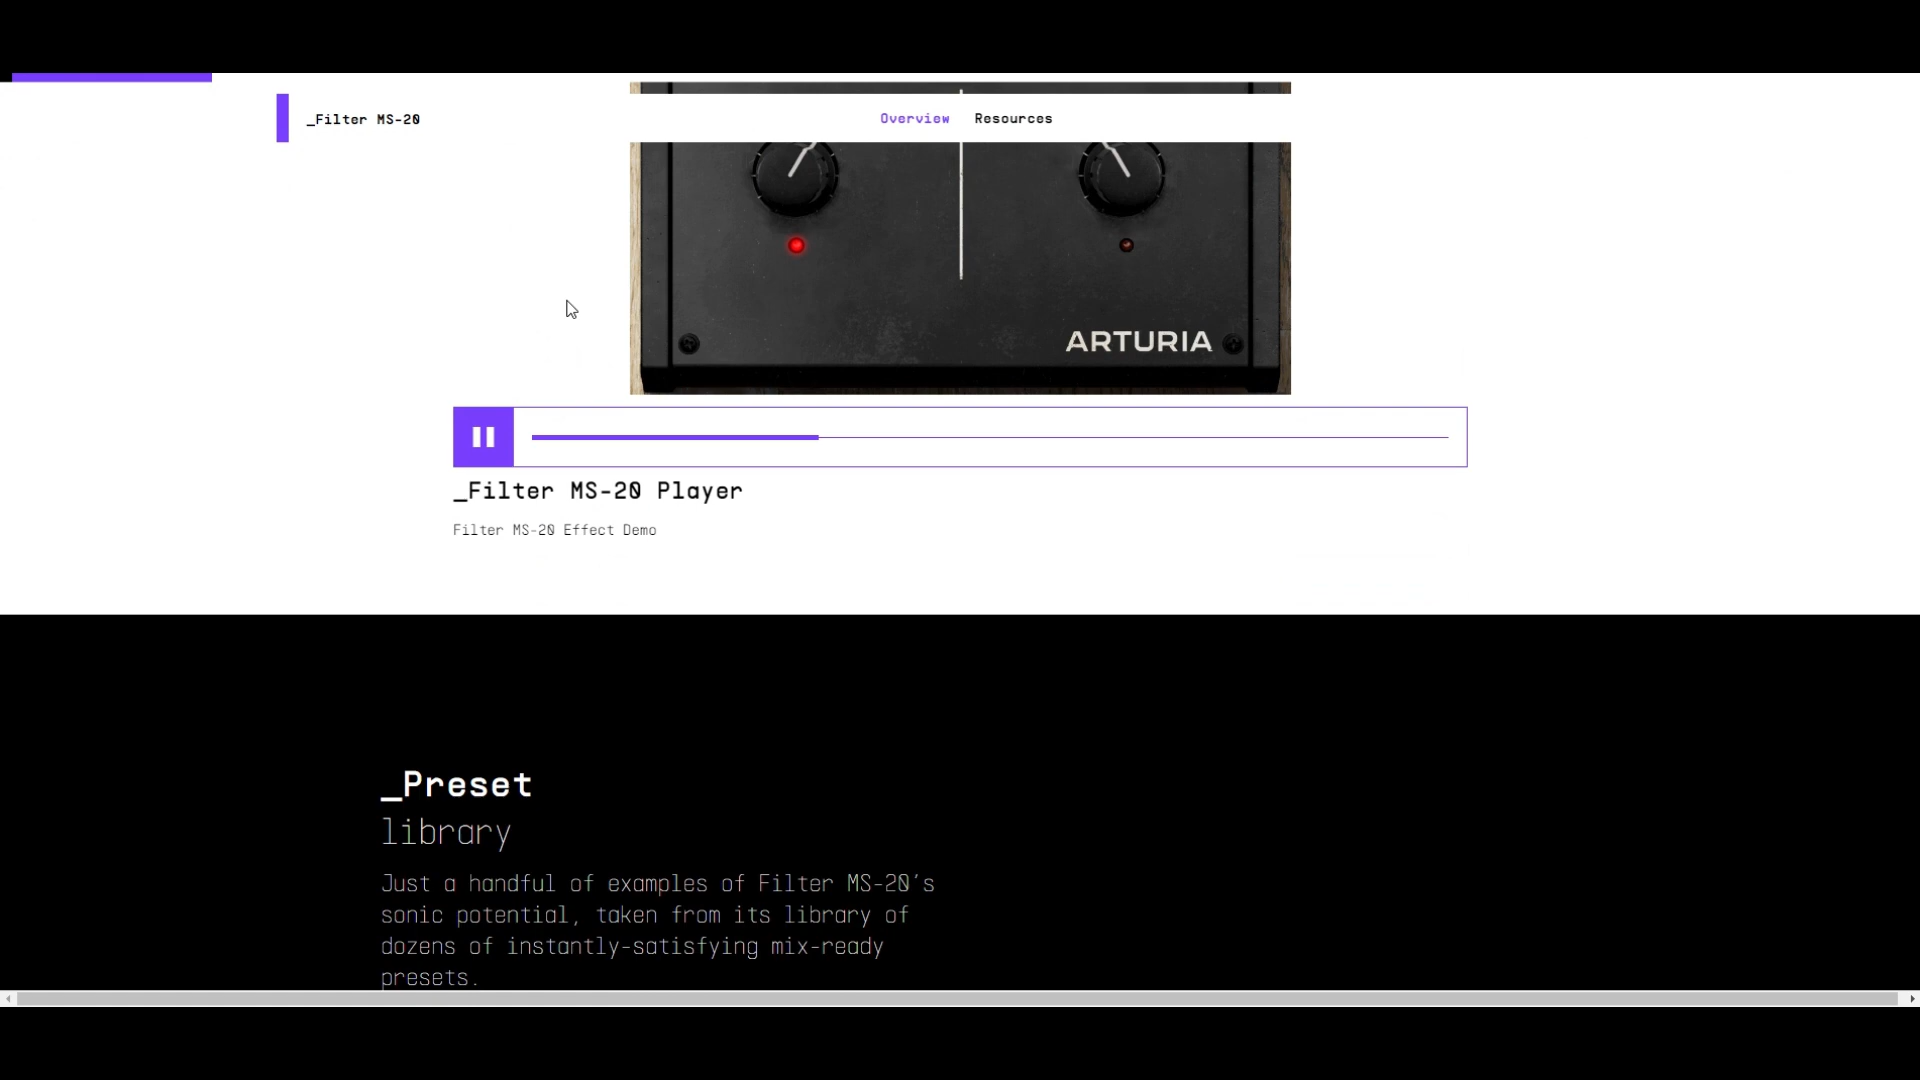 _Filter MS-20
Overview Resources
ARTURIA
_Filter MS-20 Player
Filter MS-20 Effect Demo
_Preset
library
Just a handful of examples of Filter MS-20's
sonic potential, taken from its library of
dozens of instantly-satisfying mix-ready
presets.